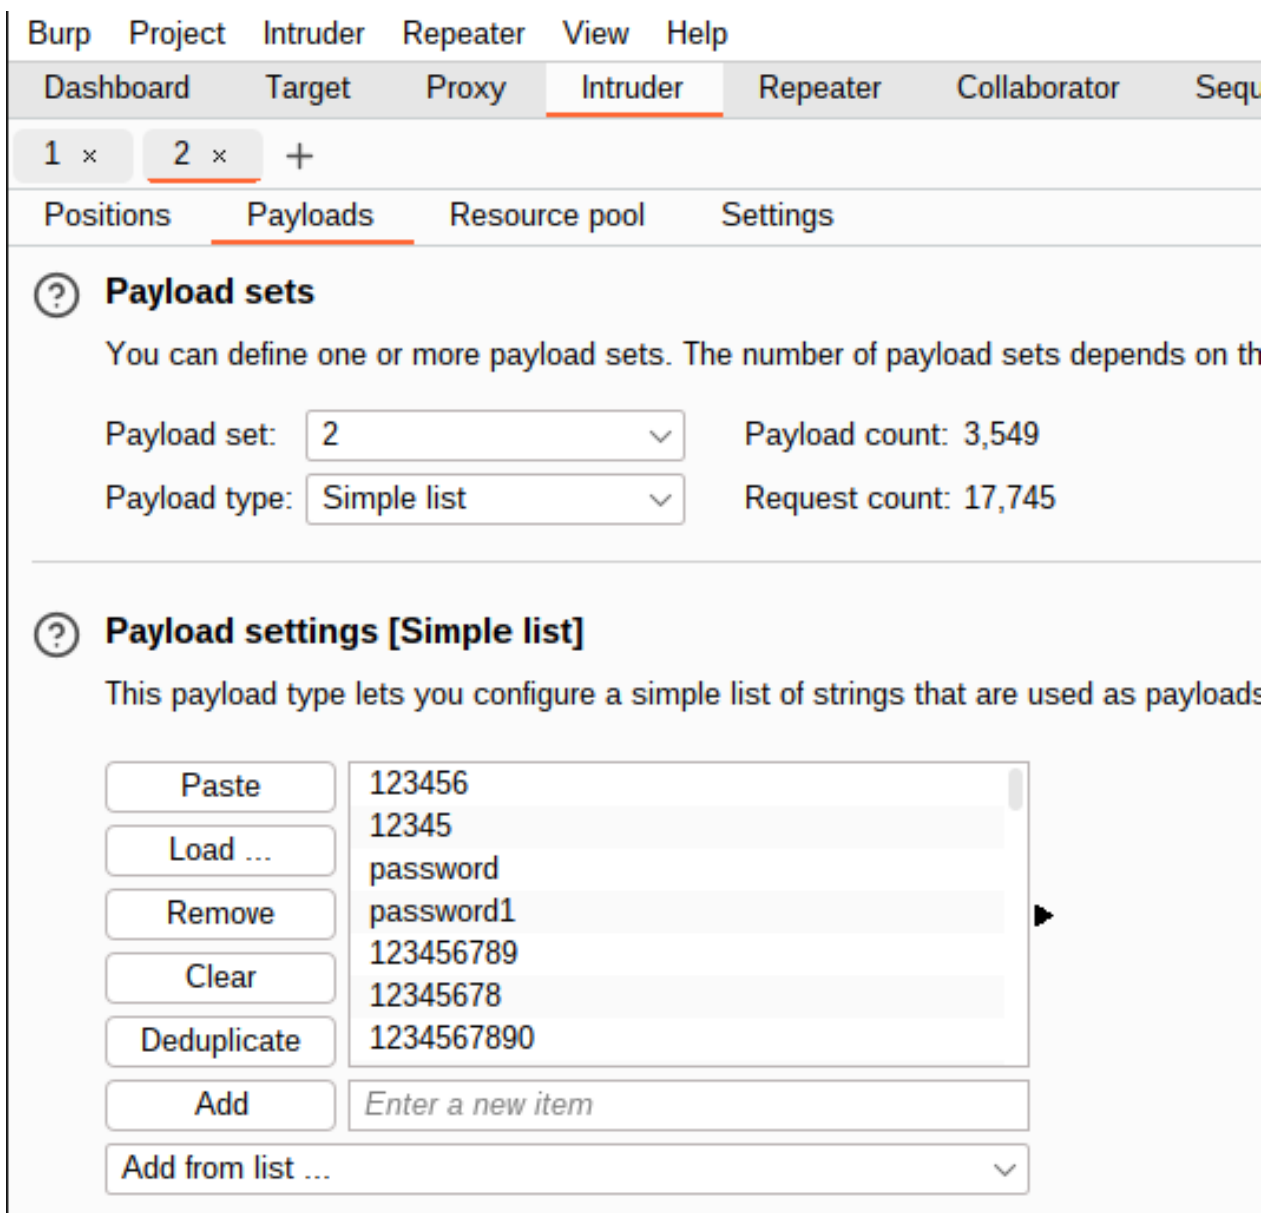 Burp Project Intruder Repeater View Help
Dashboard Target Proxy Intruder Repeater Collaborator Sequ
1 × 2 × +
Positions Payloads Resource pool Settings
? Payload sets
You can define one or more payload sets. The number of payload sets depends on th
Payload set: 2 Payload count: 3,549
Payload type: Simple list Request count: 17,745
? Payload settings [Simple list]
This payload type lets you configure a simple list of strings that are used as payloads
Paste 123456
12345
Load ...
password
Remove password1
123456789
Clear
12345678
Deduplicate 1234567890
Add Enter a new item
Add from list ...